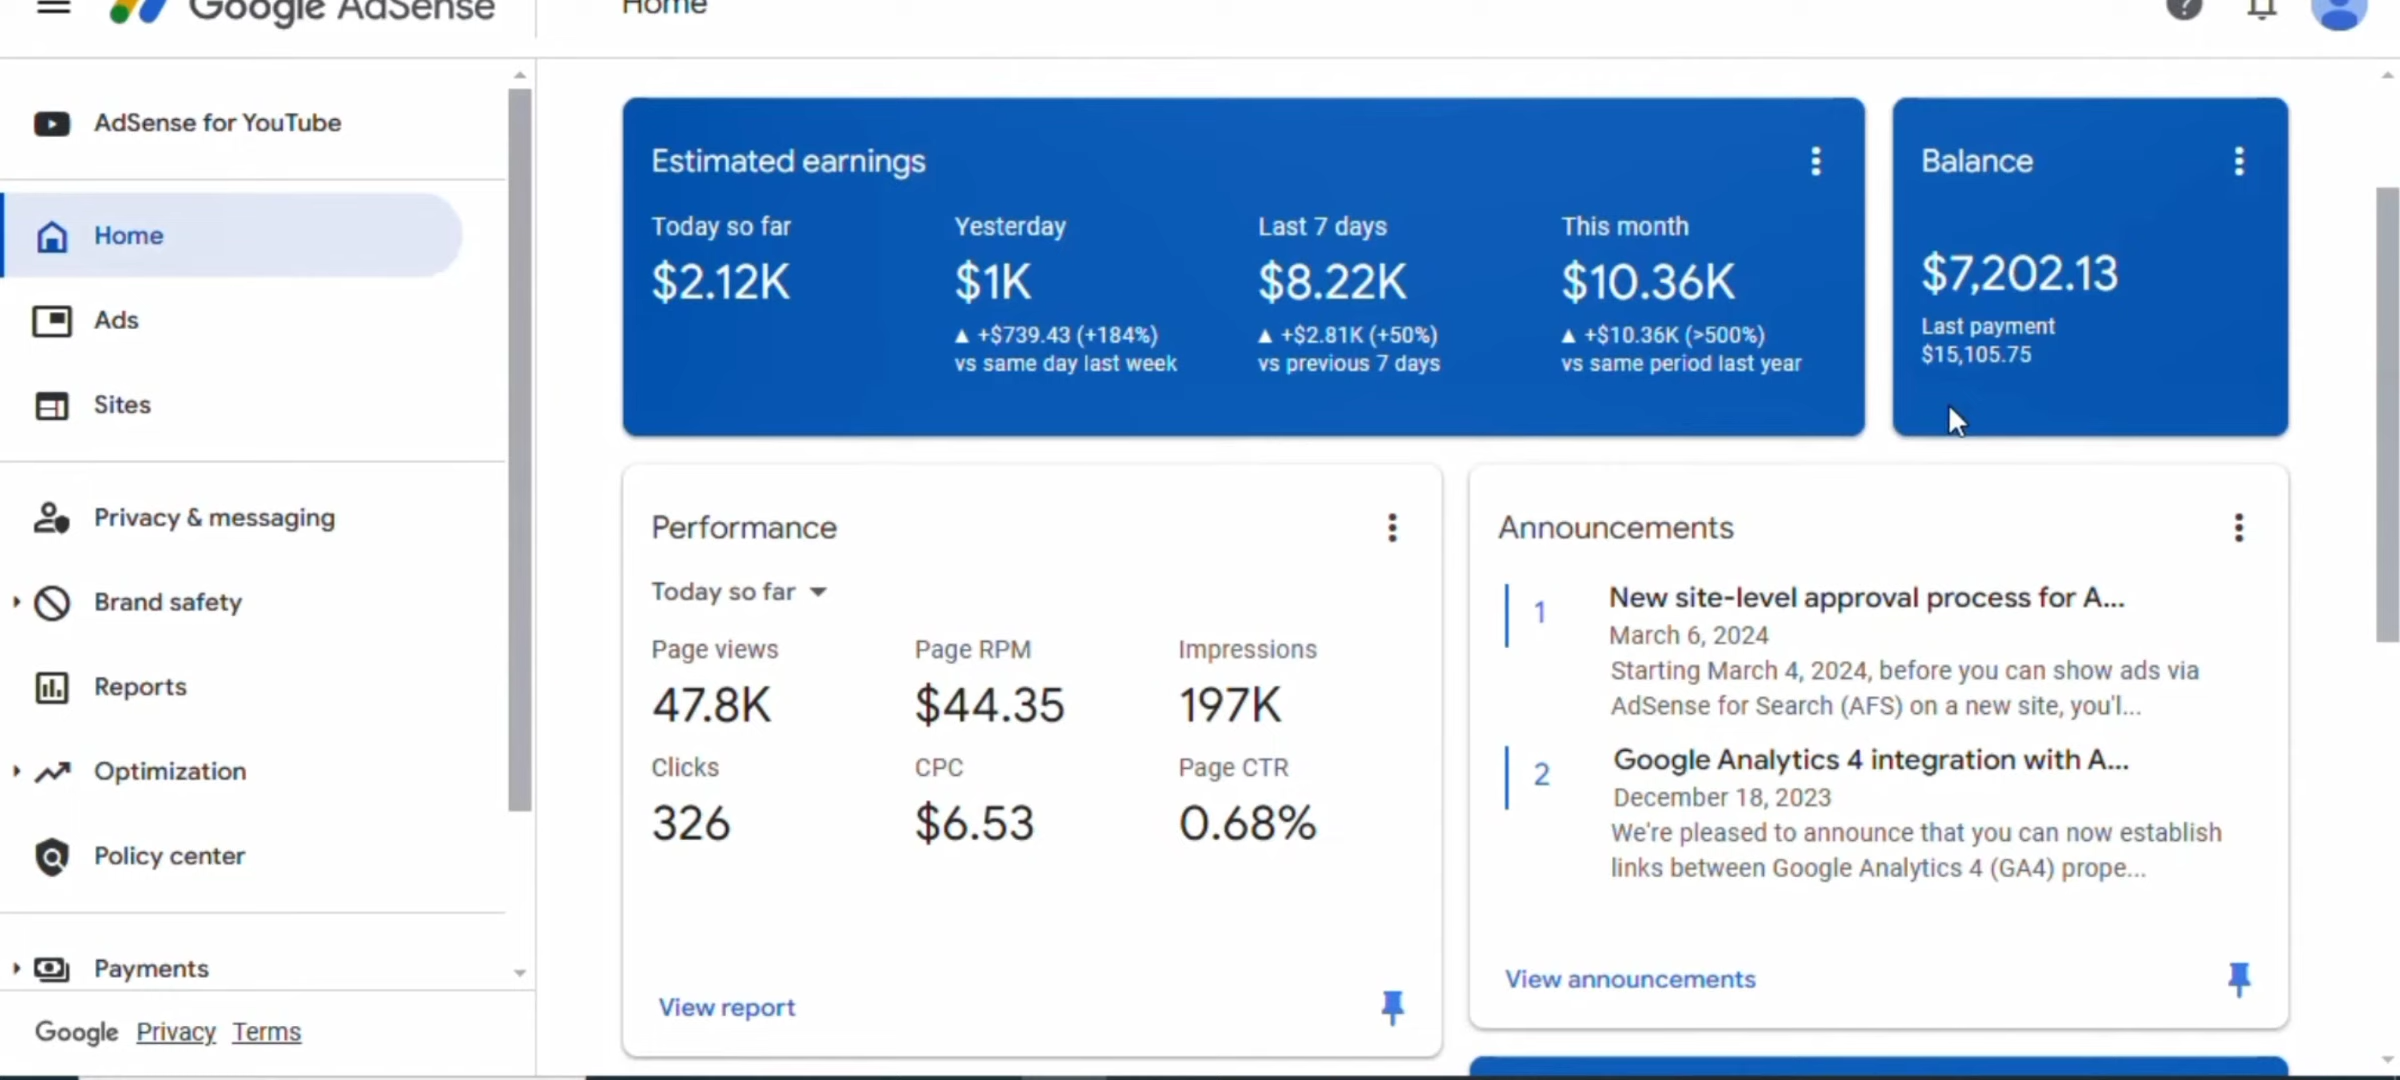 Google AdSense
Home
AdSense for YouTube
Home
Ads
Sites
Privacy & messaging
Brand safety
Reports
Optimization
Policy center
Payments
Google Privacy Terms
Estimated earnings
Today so far
$2.12K
Yesterday
$1K
▲ +$739.43 (+184%)
vs same day last week
Last 7 days
$8.22K
▲ +$2.81K (+50%)
vs previous 7 days
This month
$10.36K
▲ +$10.36K (>500%)
vs same period last year
Balance
$7,202.13
Last payment
$15,105.75
Performance
Today so far
Page views
47.8K
Page RPM
$44.35
Impressions
197K
Clicks
326
CPC
$6.53
Page CTR
0.68%
View report
Announcements
1
New site-level approval process for A...
March 6, 2024
Starting March 4, 2024, before you can show ads via
AdSense for Search (AFS) on a new site, you'l...
2
Google Analytics 4 integration with A...
December 18, 2023
We're pleased to announce that you can now establish
links between Google Analytics 4 (GA4) prope...
View announcements